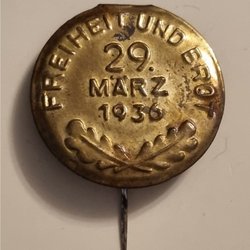 FREIHEIT UND BROT
29.
MÄRZ
1936